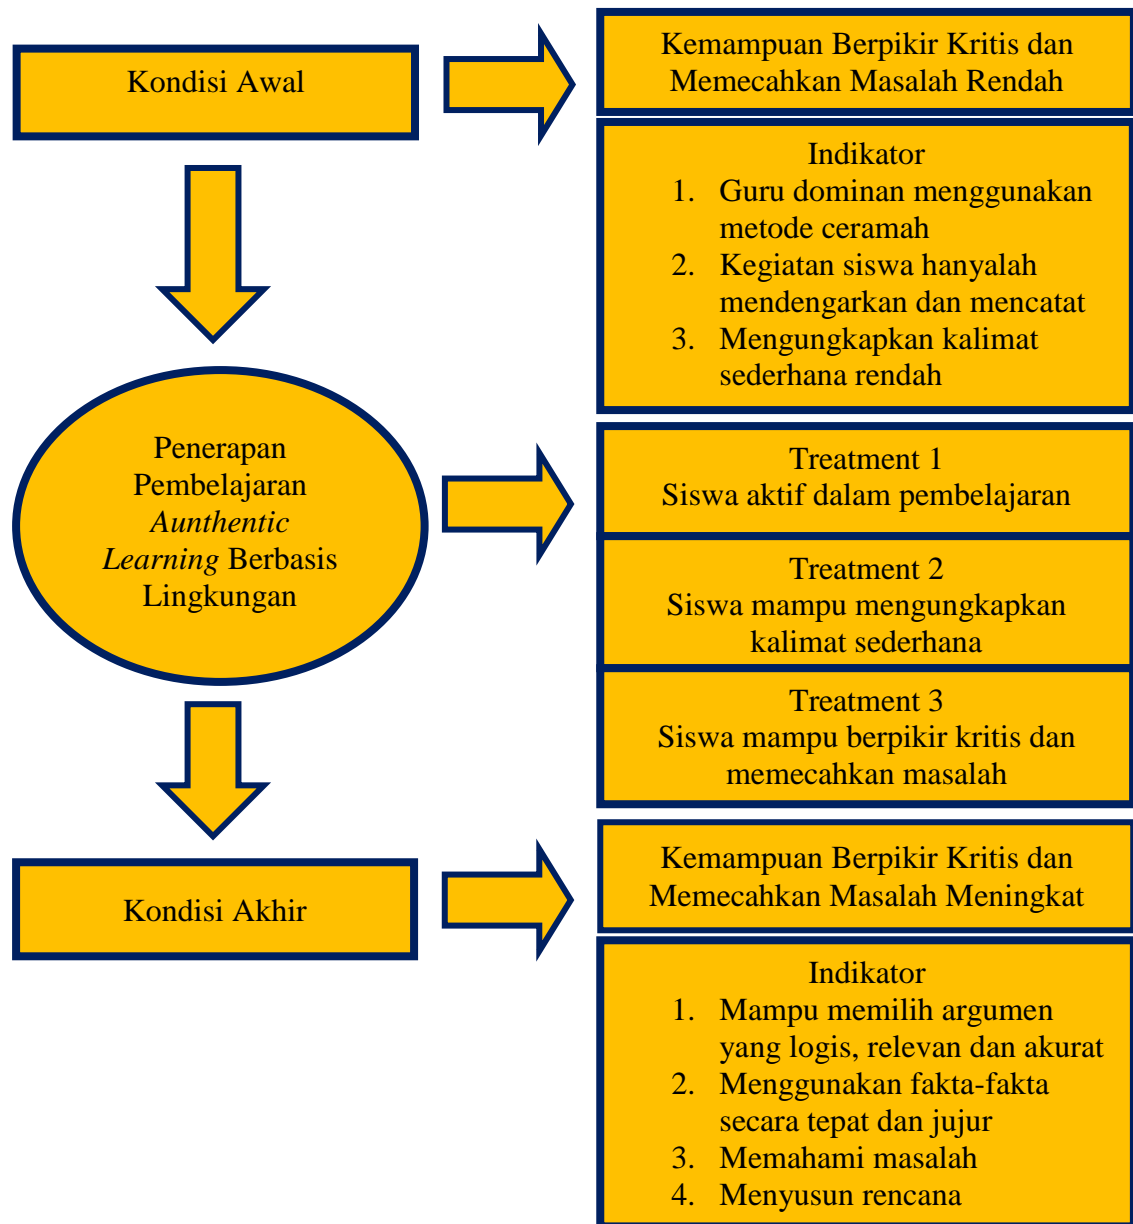 Kondisi Awal
Kemampuan Berpikir Kritis dan
Memecahkan Masalah Rendah
Indikator
1. Guru dominan menggunakan
metode ceramah
2. Kegiatan siswa hanyalah
mendengarkan dan mencatat
3. Mengungkapkan kalimat
sederhana rendah
Penerapan
Pembelajaran
Aunthentic
Learning Berbasis
Lingkungan
Treatment 1
Siswa aktif dalam pembelajaran
Treatment 2
Siswa mampu mengungkapkan
kalimat sederhana
Treatment 3
Siswa mampu berpikir kritis dan
memecahkan masalah
Kondisi Akhir
Kemampuan Berpikir Kritis dan
Memecahkan Masalah Meningkat
Indikator
1. Mampu memilih argumen
yang logis, relevan dan akurat
2. Menggunakan fakta-fakta
secara tepat dan jujur
3. Memahami masalah
4. Menyusun rencana